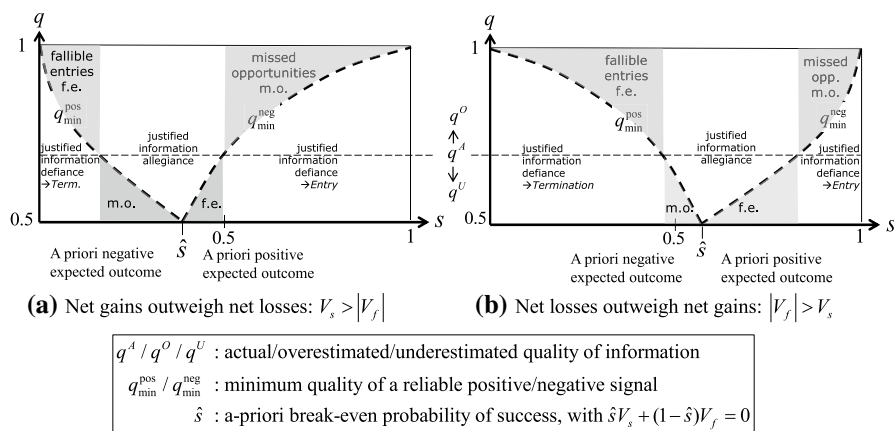 q
1
fallible
entries
f.e.
q_min^pos
missed
opportunities
m.o.
q_min^neg
justified
information
allegiance
justified
information
defiance
→Term.
justified
information
defiance
→Entry
m.o.
f.e.
0.5
ŝ
0.5
1
s
A priori negative
expected outcome
A priori positive
expected outcome
(a) Net gains outweigh net losses: V_s > |V_f|
q^O
q^A
q^U
q
1
fallible
entries
f.e.
q_min^pos
missed
opp.
m.o.
q_min^neg
justified
information
allegiance
justified
information
defiance
→Termination
justified
information
defiance
→Entry
m.o.
f.e.
0.5
0.5
ŝ
1
s
A priori negative
expected outcome
A priori positive
expected outcome
(b) Net losses outweigh net gains: |V_f| > V_s
q^A / q^O / q^U : actual/overestimated/underestimated quality of information
q_min^pos / q_min^neg : minimum quality of a reliable positive/negative signal
ŝ : a-priori break-even probability of success, with ŝV_s + (1-ŝ)V_f = 0